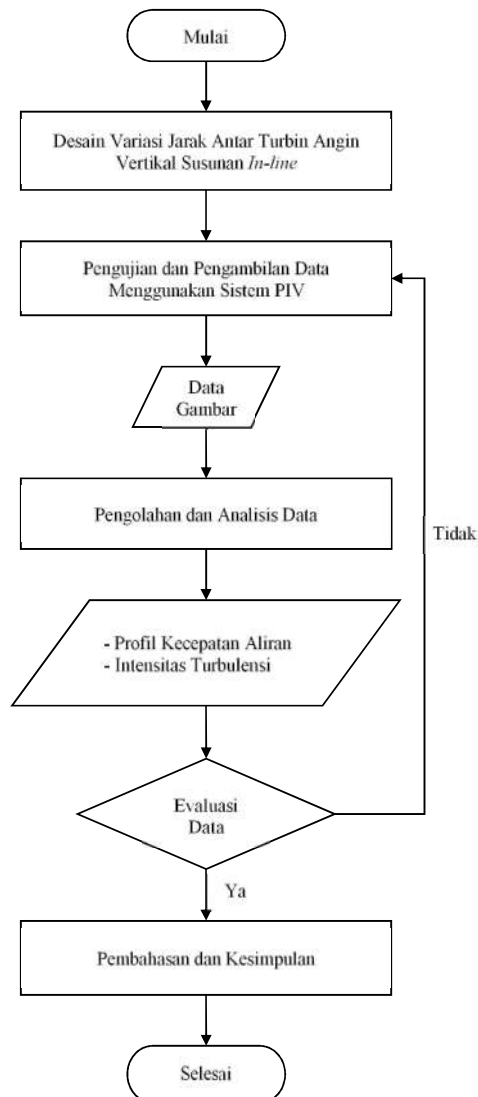 Mulai
Desain Variasi Jarak Antar Turbin Angin
Vertikal Susunan In-line
Pengujian dan Pengambilan Data
Menggunakan Sistem PIV
Data
Gambar
Pengolahan dan Analisis Data
Tidak
- Profil Kecepatan Aliran
- Intensitas Turbulensi
Evaluasi
Data
Ya
Pembahasan dan Kesimpulan
Selesai